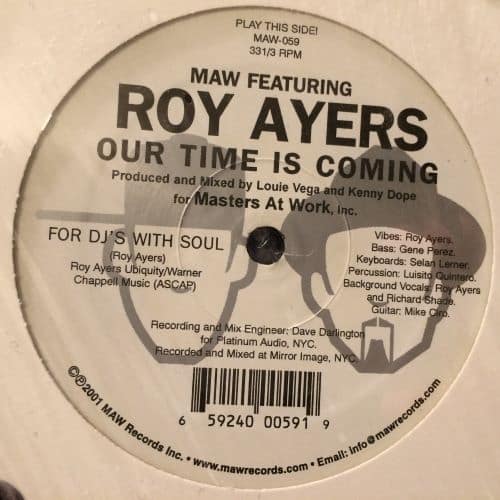 PLAY THIS SIDE!
MAW-059
331/3 RPM
MAW FEATURING
ROY AYERS
OUR TIME IS COMING
Produced and Mixed by Louie Vega and Kenny Dope
for Masters At Work, Inc.
FOR DJ'S WITH SOUL
(Roy Ayers)
Roy Ayers Ubiquity/Warner
Chappell Music (ASCAP)
Vibes: Roy Ayers.
Bass: Gene Perez.
Keyboards: Selan Lerner.
Percussion: Luisito Quintero.
Background Vocals: Roy Ayers
and Richard Shade.
Guitar: Mike Ciro.
Recording and Mix Engineer: Dave Darlington
for Platinum Audio, NYC.
Recorded and Mixed at Mirror Image, NYC.
6 59240 00591 9
©℗2001 MAW Records Inc. • www.mawrecords.com • Email: info@mawrecords.com